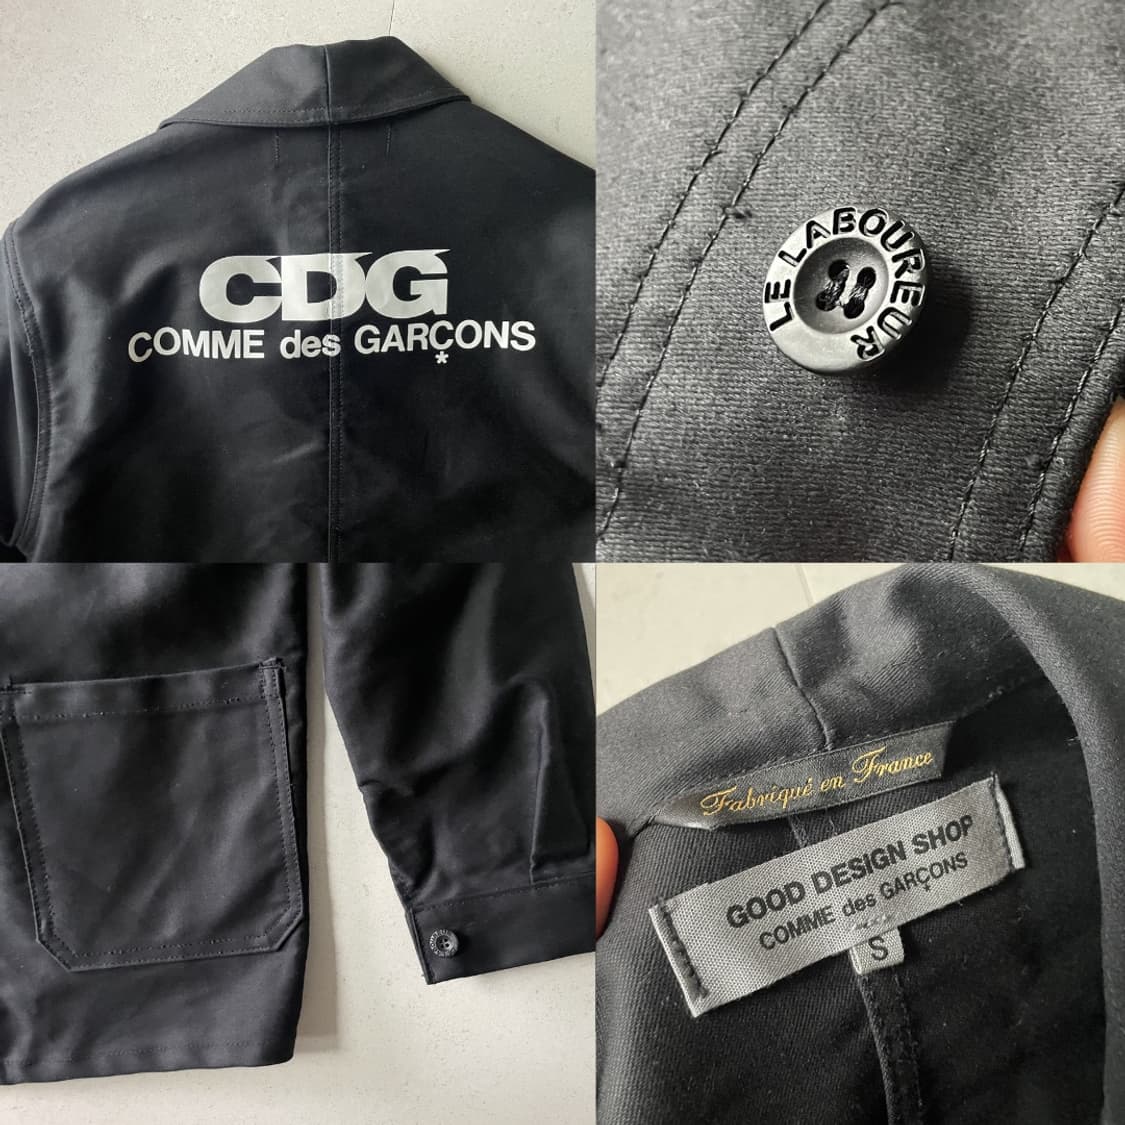 CDG
COMME des GARÇONS
*
LE LABOUREUR
Fabriqué en France
GOOD DESIGN SHOP
COMME des GARÇONS
S